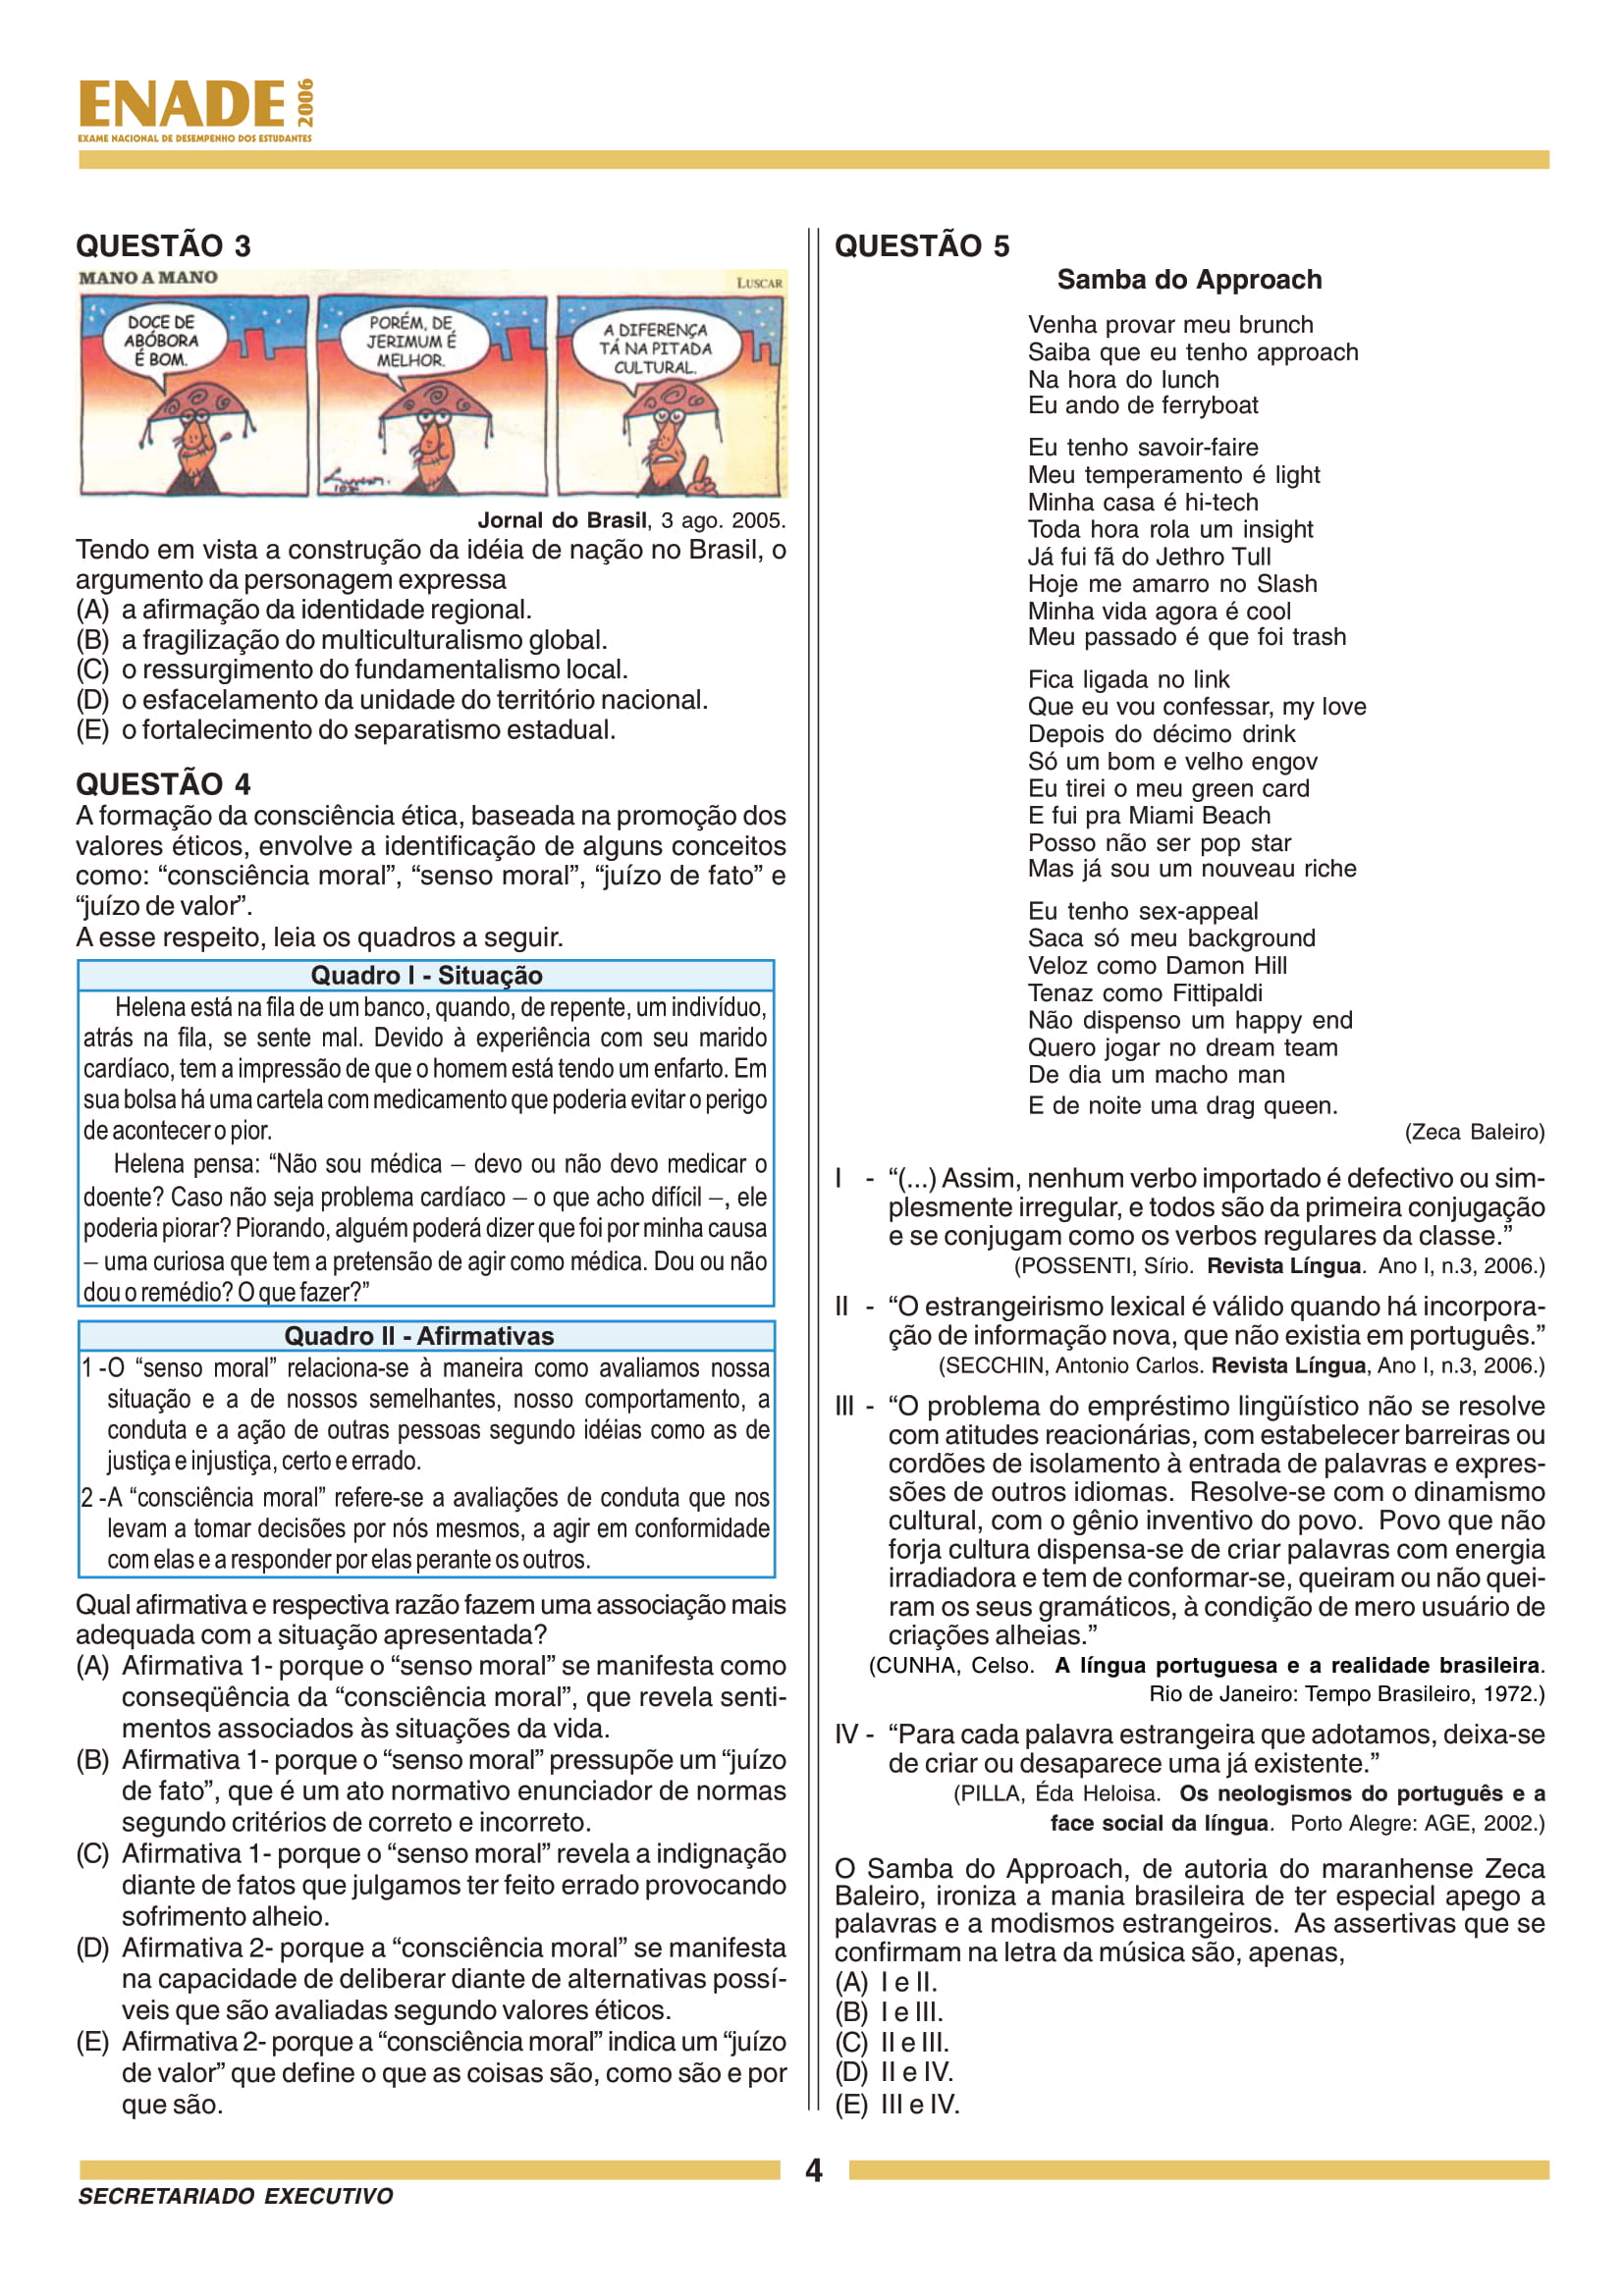 ENADE 2006
EXAME NACIONAL DE DESEMPENHO DOS ESTUDANTES
QUESTÃO 3
MANO A MANO
LUSCAR
DOCE DE
ABÓBORA
É BOM.
PORÉM, DE
JERIMUM É
MELHOR.
A DIFERENÇA
TÁ NA PITADA
CULTURAL.
Jornal do Brasil, 3 ago. 2005.
Tendo em vista a construção da idéia de nação no Brasil, o
argumento da personagem expressa
(A) a afirmação da identidade regional.
(B) a fragilização do multiculturalismo global.
(C) o ressurgimento do fundamentalismo local.
(D) o esfacelamento da unidade do território nacional.
(E) o fortalecimento do separatismo estadual.
QUESTÃO 4
A formação da consciência ética, baseada na promoção dos
valores éticos, envolve a identificação de alguns conceitos
como: “consciência moral”, “senso moral”, “juízo de fato” e
“juízo de valor”.
A esse respeito, leia os quadros a seguir.
Quadro I - Situação
Helena está na fila de um banco, quando, de repente, um indivíduo,
atrás na fila, se sente mal. Devido à experiência com seu marido
cardíaco, tem a impressão de que o homem está tendo um enfarto. Em
sua bolsa há uma cartela com medicamento que poderia evitar o perigo
de acontecer o pior.
Helena pensa: “Não sou médica – devo ou não devo medicar o
doente? Caso não seja problema cardíaco – o que acho difícil –, ele
poderia piorar? Piorando, alguém poderá dizer que foi por minha causa
– uma curiosa que tem a pretensão de agir como médica. Dou ou não
dou o remédio? O que fazer?”
Quadro II - Afirmativas
1 -O “senso moral” relaciona-se à maneira como avaliamos nossa
situação e a de nossos semelhantes, nosso comportamento, a
conduta e a ação de outras pessoas segundo idéias como as de
justiça e injustiça, certo e errado.
2 -A “consciência moral” refere-se a avaliações de conduta que nos
levam a tomar decisões por nós mesmos, a agir em conformidade
com elas e a responder por elas perante os outros.
Qual afirmativa e respectiva razão fazem uma associação mais
adequada com a situação apresentada?
(A) Afirmativa 1- porque o “senso moral” se manifesta como
conseqüência da “consciência moral”, que revela senti-
mentos associados às situações da vida.
(B) Afirmativa 1- porque o “senso moral” pressupõe um “juízo
de fato”, que é um ato normativo enunciador de normas
segundo critérios de correto e incorreto.
(C) Afirmativa 1- porque o “senso moral” revela a indignação
diante de fatos que julgamos ter feito errado provocando
sofrimento alheio.
(D) Afirmativa 2- porque a “consciência moral” se manifesta
na capacidade de deliberar diante de alternativas possí-
veis que são avaliadas segundo valores éticos.
(E) Afirmativa 2- porque a “consciência moral” indica um “juízo
de valor” que define o que as coisas são, como são e por
que são.
QUESTÃO 5
Samba do Approach
Venha provar meu brunch
Saiba que eu tenho approach
Na hora do lunch
Eu ando de ferryboat
Eu tenho savoir-faire
Meu temperamento é light
Minha casa é hi-tech
Toda hora rola um insight
Já fui fã do Jethro Tull
Hoje me amarro no Slash
Minha vida agora é cool
Meu passado é que foi trash
Fica ligada no link
Que eu vou confessar, my love
Depois do décimo drink
Só um bom e velho engov
Eu tirei o meu green card
E fui pra Miami Beach
Posso não ser pop star
Mas já sou um nouveau riche
Eu tenho sex-appeal
Saca só meu background
Veloz como Damon Hill
Tenaz como Fittipaldi
Não dispenso um happy end
Quero jogar no dream team
De dia um macho man
E de noite uma drag queen.
(Zeca Baleiro)
I - “(...) Assim, nenhum verbo importado é defectivo ou sim-
plesmente irregular, e todos são da primeira conjugação
e se conjugam como os verbos regulares da classe.”
(POSSENTI, Sírio. Revista Língua. Ano I, n.3, 2006.)
II - “O estrangeirismo lexical é válido quando há incorpora-
ção de informação nova, que não existia em português.”
(SECCHIN, Antonio Carlos. Revista Língua, Ano I, n.3, 2006.)
III - “O problema do empréstimo lingüístico não se resolve
com atitudes reacionárias, com estabelecer barreiras ou
cordões de isolamento à entrada de palavras e expres-
sões de outros idiomas. Resolve-se com o dinamismo
cultural, com o gênio inventivo do povo. Povo que não
forja cultura dispensa-se de criar palavras com energia
irradiadora e tem de conformar-se, queiram ou não quei-
ram os seus gramáticos, à condição de mero usuário de
criações alheias.”
(CUNHA, Celso. A língua portuguesa e a realidade brasileira.
Rio de Janeiro: Tempo Brasileiro, 1972.)
IV - “Para cada palavra estrangeira que adotamos, deixa-se
de criar ou desaparece uma já existente.”
(PILLA, Éda Heloisa. Os neologismos do português e a
face social da língua. Porto Alegre: AGE, 2002.)
O Samba do Approach, de autoria do maranhense Zeca
Baleiro, ironiza a mania brasileira de ter especial apego a
palavras e a modismos estrangeiros. As assertivas que se
confirmam na letra da música são, apenas,
(A) I e II.
(B) I e III.
(C) II e III.
(D) II e IV.
(E) III e IV.
4
SECRETARIADO EXECUTIVO